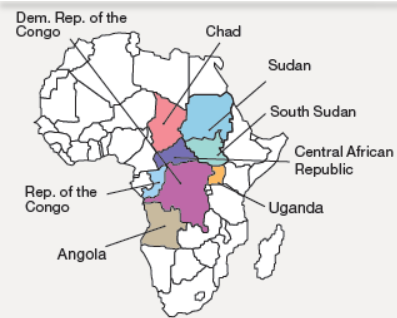 Dem. Rep. of the
Congo
Chad
Sudan
South Sudan
Central African
Republic
Rep. of the
Congo
Uganda
Angola